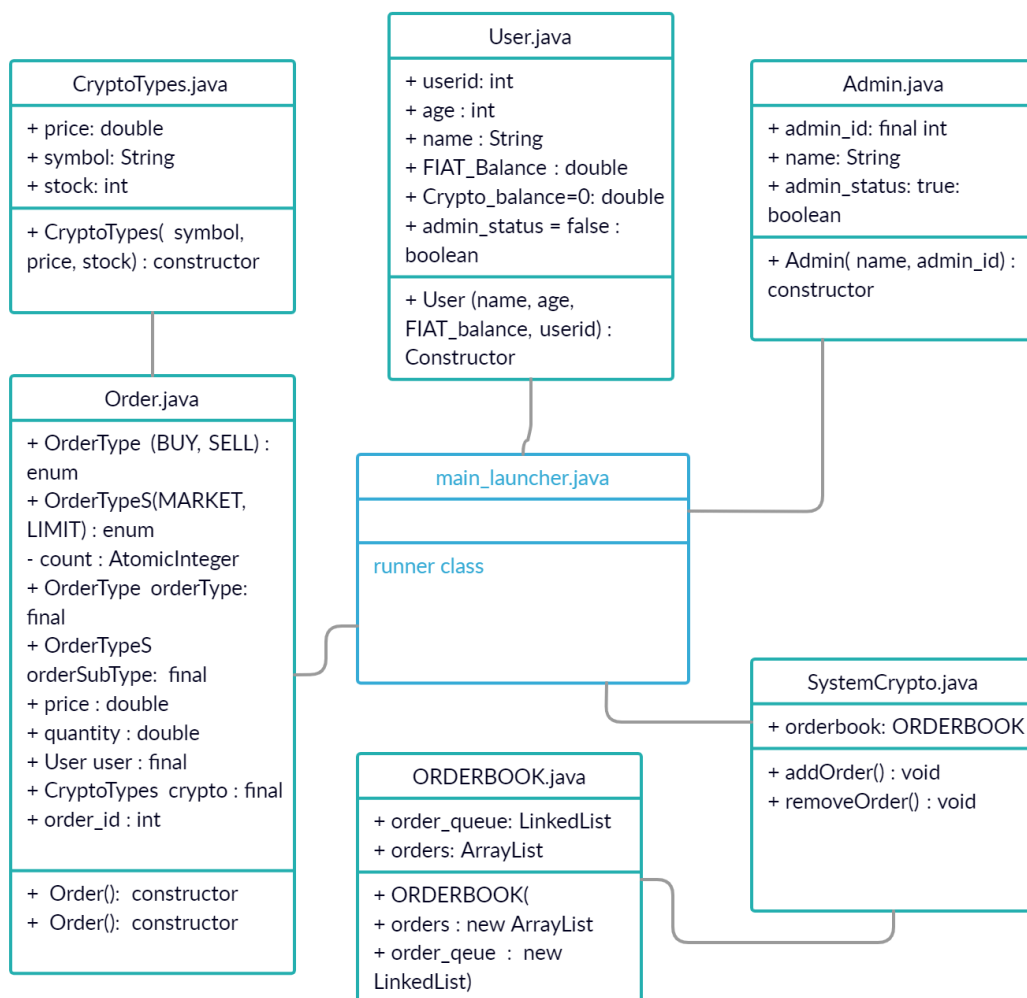 CryptoTypes.java
+ price: double
+ symbol: String
+ stock: int
+ CryptoTypes( symbol,
price, stock) : constructor
User.java
+ userid: int
+ age : int
+ name : String
+ FIAT_Balance : double
+ Crypto_balance=0: double
+ admin_status = false :
boolean
+ User (name, age,
FIAT_balance, userid) :
Constructor
Admin.java
+ admin_id: final int
+ name: String
+ admin_status: true:
boolean
+ Admin( name, admin_id) :
constructor
Order.java
+ OrderType (BUY, SELL) :
enum
+ OrderTypeS(MARKET,
LIMIT) : enum
- count : AtomicInteger
+ OrderType orderType:
final
+ OrderTypeS
orderSubType: final
+ price : double
+ quantity : double
+ User user : final
+ CryptoTypes crypto : final
+ order_id : int
+ Order(): constructor
+ Order(): constructor
main_launcher.java
runner class
SystemCrypto.java
+ orderbook: ORDERBOOK
+ addOrder() : void
+ removeOrder() : void
ORDERBOOK.java
+ order_queue: LinkedList
+ orders: ArrayList
+ ORDERBOOK(
+ orders : new ArrayList
+ order_qeue : new
LinkedList)